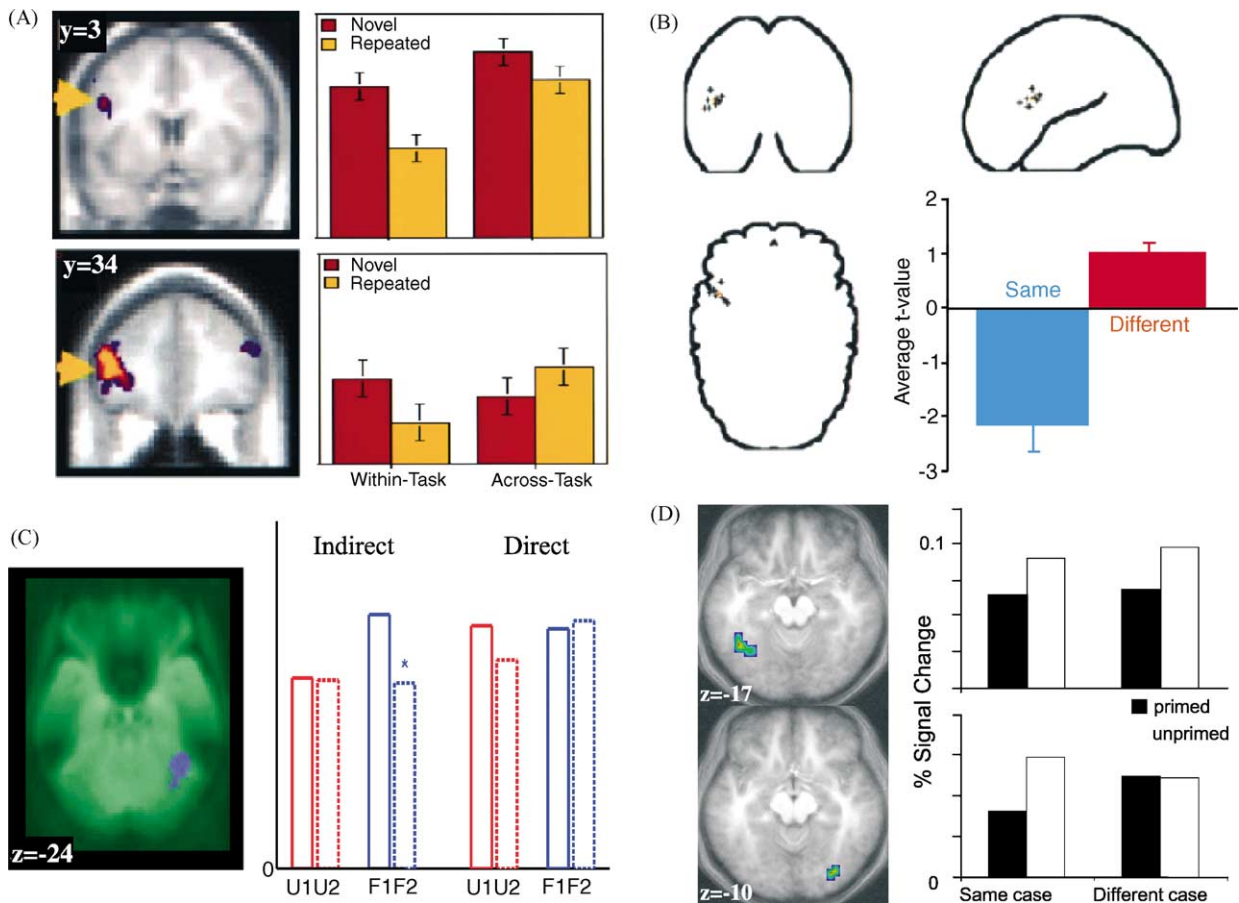 (A)
y=3
Novel
Repeated
y=34
Novel
Repeated
Within-Task
Across-Task
(B)
2
1
0
-1
-2
-3
Average t-value
Same
Different
(C)
z=-24
Indirect
Direct
*
0
U1U2
F1F2
U1U2
F1F2
(D)
z=-17
z=-10
% Signal Change
0.1
primed
unprimed
0
Same case
Different case